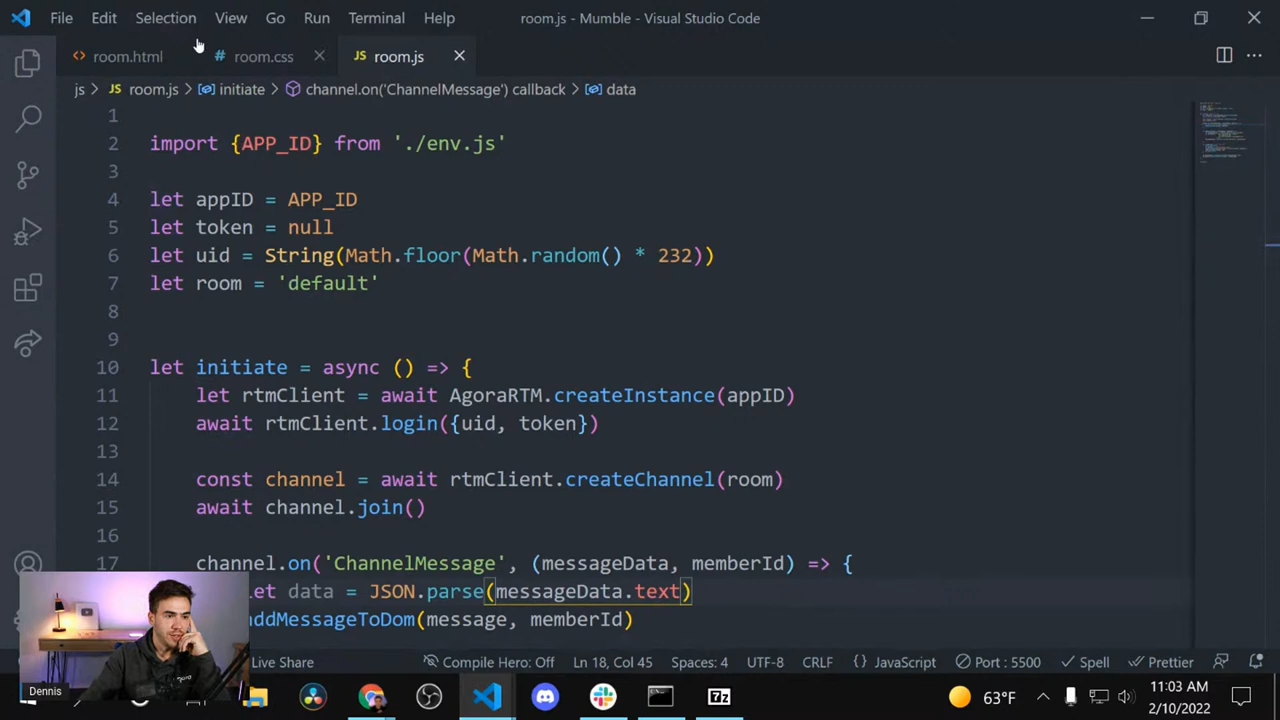 File Edit Selection View Go Run Terminal Help room.js - Mumble - Visual Studio Code
room.html # room.css JS room.js
js > JS room.js > initiate > channel.on('ChannelMessage') callback > data
1
2 import {APP_ID} from './env.js'
3
4 let appID = APP_ID
5 let token = null
6 let uid = String(Math.floor(Math.random() * 232))
7 let room = 'default'
8
9
10 let initiate = async () => {
11 let rtmClient = await AgoraRTM.createInstance(appID)
12 await rtmClient.login({uid, token})
13
14 const channel = await rtmClient.createChannel(room)
15 await channel.join()
16
17 channel.on('ChannelMessage', (messageData, memberId) => {
let data = JSON.parse(messageData.text)
addMessageToDom(message, memberId)
Dennis
Live Share Compile Hero: Off Ln 18, Col 45 Spaces: 4 UTF-8 CRLF {} JavaScript Port : 5500 Spell Prettier
7z 63°F 11:03 AM
2/10/2022